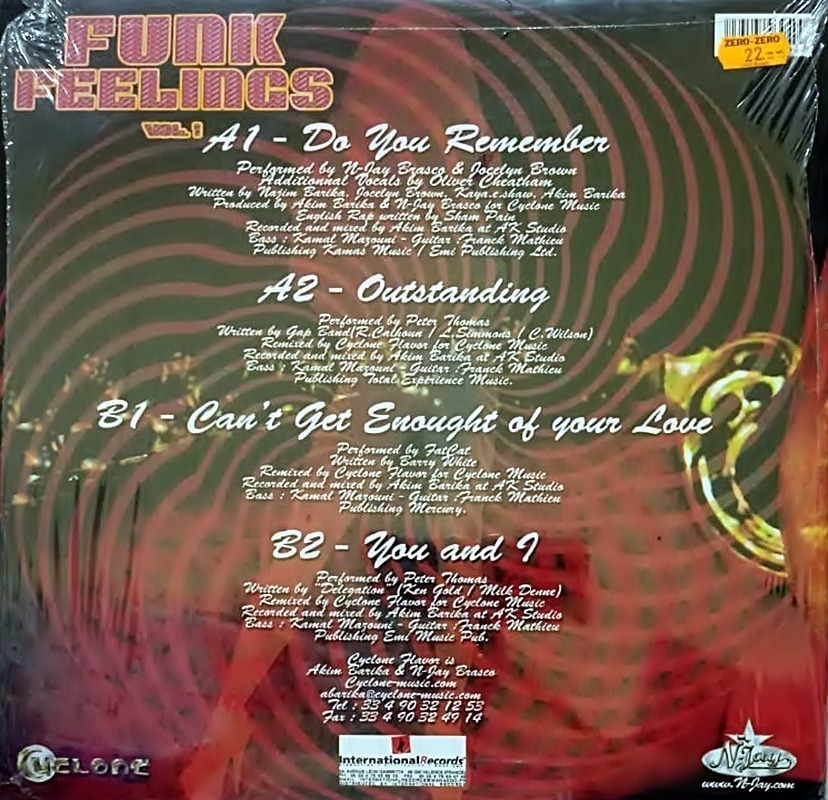 FUNK
FEELINGS
VOL. 1
ZERO-ZERO
22.--
A1 - Do You Remember
Performed by N-Jay Brasco & Jocelyn Brown
Additionnal Vocals by Oliver Cheatham
Written by Najim Barika, Jocelyn Brown, Kaya.c.shaw, Akim Barika
Produced by Akim Barika & N-Jay Brasco for Cyclone Music
English Rap written by Sham Pain
Recorded and mixed by Akim Barika at AK Studio
Bass : Kamal Mazouni - Guitar :Franck Mathieu
Publishing Kamas Music / Emi Publishing Ltd.
A2 - Outstanding
Performed by Peter Thomas
Written by Gap Band(R.Calhoun / L.Simmons / C.Wilson)
Remixed by Cyclone Flavor for Cyclone Music
Recorded and mixed by Akim Barika at AK Studio
Bass : Kamal Mazouni - Guitar :Franck Mathieu
Publishing Total Experience Music.
B1 - Can't Get Enought of your Love
Performed by FatCat
Written by Barry White
Remixed by Cyclone Flavor for Cyclone Music
Recorded and mixed by Akim Barika at AK Studio
Bass : Kamal Mazouni - Guitar :Franck Mathieu
Publishing Mercury.
B2 - You and I
Performed by Peter Thomas
Written by "Delegation" (Ken Gold / Milk Denne)
Remixed by Cyclone Flavor for Cyclone Music
Recorded and mixed by Akim Barika at AK Studio
Bass : Kamal Mazouni - Guitar :Franck Mathieu
Publishing Emi Music Pub.
Cyclone Flavor is
Akim Barika & N-Jay Brasco
Cyclone-music.com
abarika@cyclone-music.com
Tel : 33 4 90 32 12 53
Fax : 33 4 90 32 49 14
CYCLONE
InternationalRecords
N-Jay
www.N-Jay.com